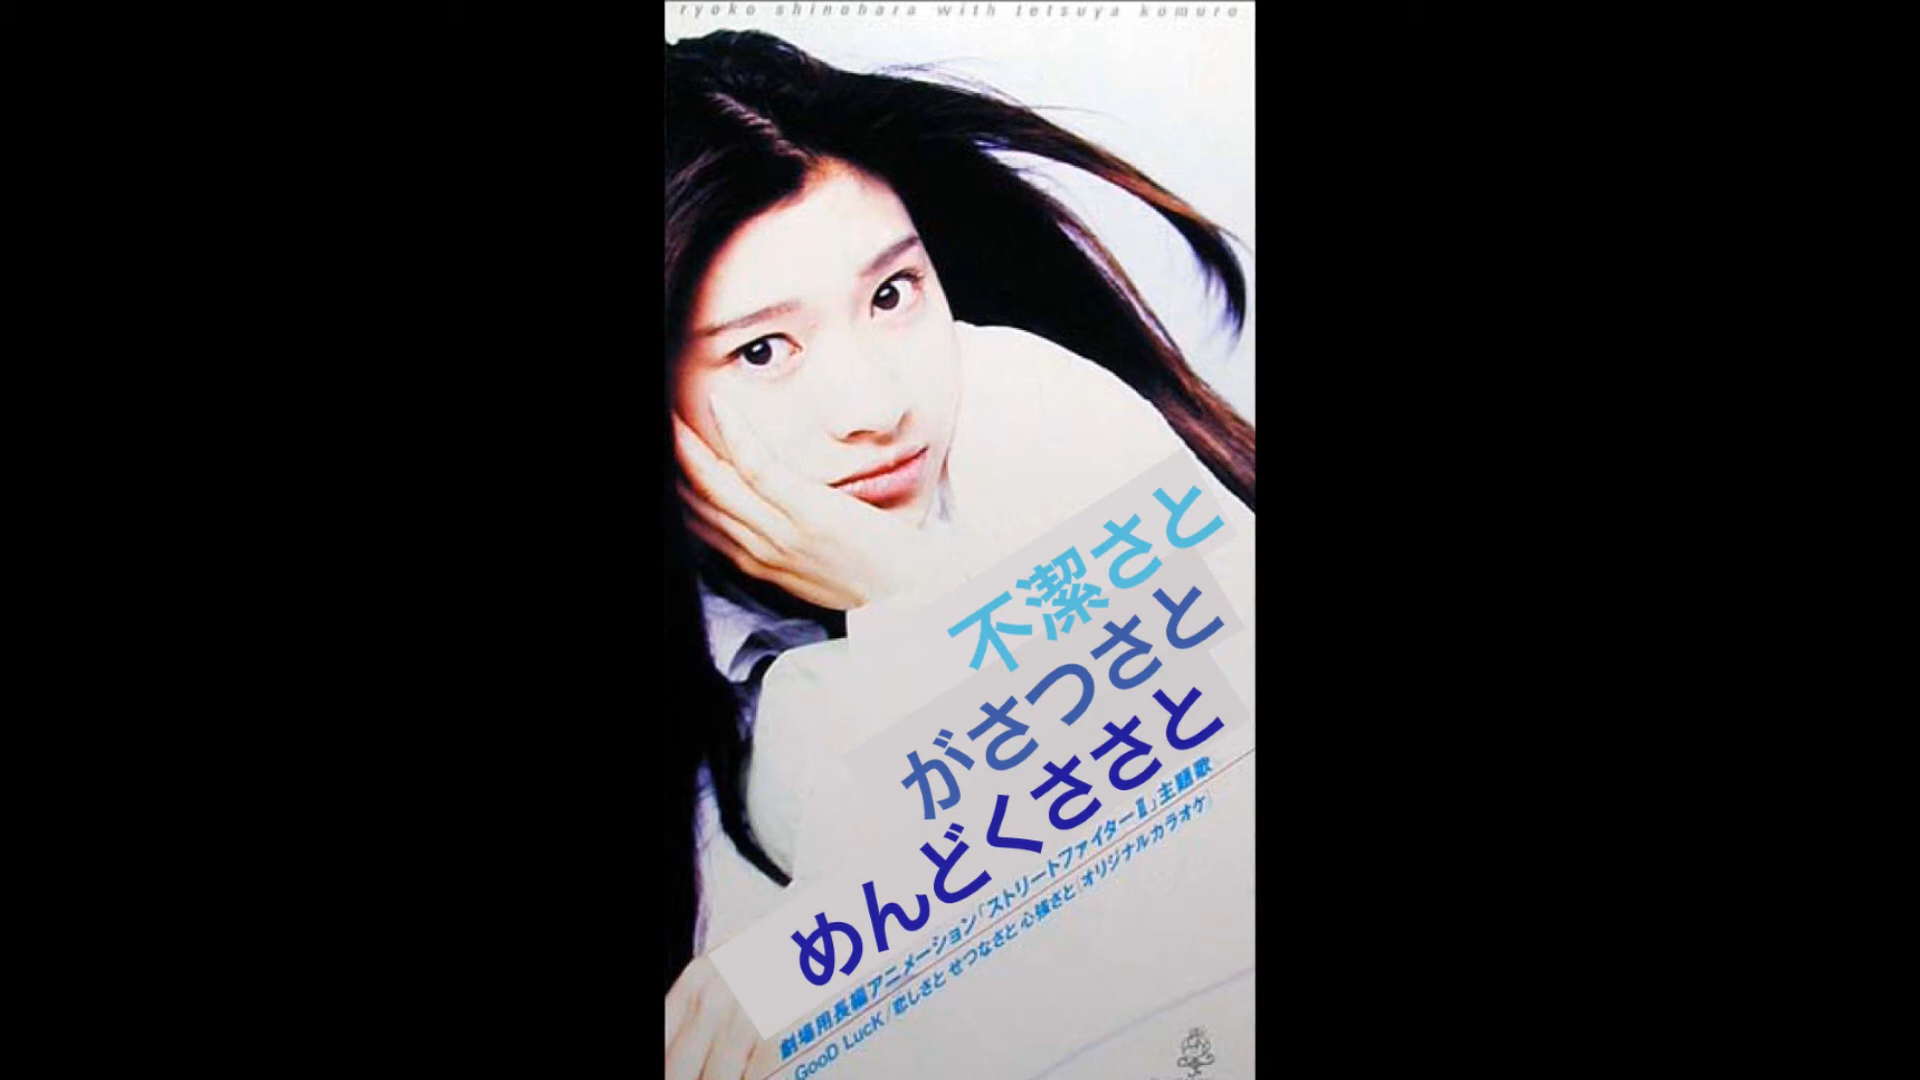 ryoko shinohara with tetsuya komuro
不潔さと
がさつさと
めんどくささと
劇場用長編アニメーション「ストリートファイターⅡ」主題歌
GooD LucK/恋しさと せつなさと 心強さと(オリジナルカラオケ)